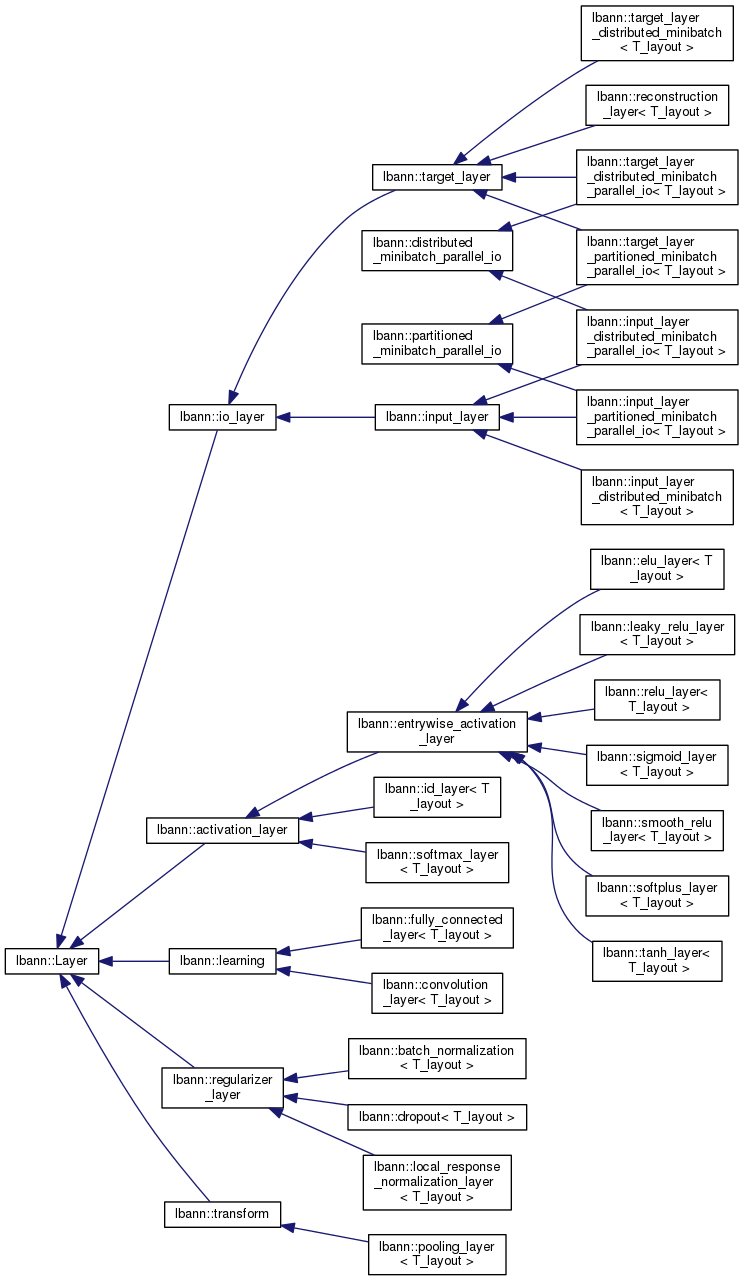 lbann::target_layer
_distributed_minibatch
< T_layout >
lbann::reconstruction
_layer< T_layout >
lbann::target_layer
_distributed_minibatch
_parallel_io< T_layout >
lbann::target_layer
lbann::distributed
_minibatch_parallel_io
lbann::target_layer
_partitioned_minibatch
_parallel_io< T_layout >
lbann::partitioned
_minibatch_parallel_io
lbann::input_layer
_distributed_minibatch
_parallel_io< T_layout >
lbann::io_layer
lbann::input_layer
lbann::input_layer
_partitioned_minibatch
_parallel_io< T_layout >
lbann::input_layer
_distributed_minibatch
< T_layout >
lbann::elu_layer< T
_layout >
lbann::leaky_relu_layer
< T_layout >
lbann::relu_layer<
T_layout >
lbann::entrywise_activation
_layer
lbann::sigmoid_layer
< T_layout >
lbann::id_layer< T
_layout >
lbann::activation_layer
lbann::smooth_relu
_layer< T_layout >
lbann::softmax_layer
< T_layout >
lbann::softplus_layer
< T_layout >
lbann::fully_connected
_layer< T_layout >
lbann::tanh_layer<
T_layout >
lbann::Layer
lbann::learning
lbann::convolution
_layer< T_layout >
lbann::batch_normalization
< T_layout >
lbann::regularizer
_layer
lbann::dropout< T_layout >
lbann::local_response
_normalization_layer
< T_layout >
lbann::transform
lbann::pooling_layer
< T_layout >